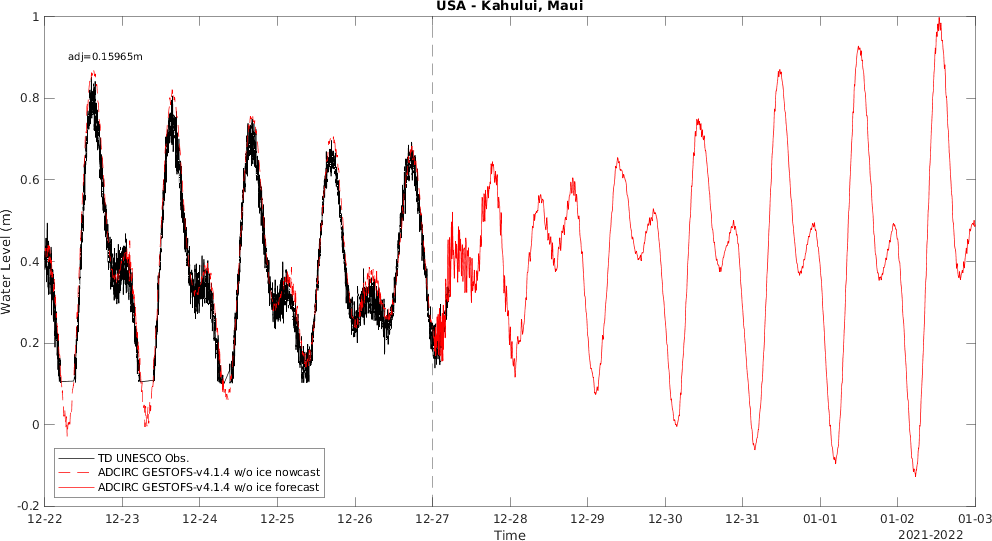 USA - Kahului, Maui
adj=0.15965m
1
0.8
0.6
0.4
0.2
0
-0.2
Water Level (m)
TD UNESCO Obs.
ADCIRC GESTOFS-v4.1.4 w/o ice nowcast
ADCIRC GESTOFS-v4.1.4 w/o ice forecast
12-22 12-23 12-24 12-25 12-26 12-27 12-28 12-29 12-30 12-31 01-01 01-02 01-03
Time
2021-2022